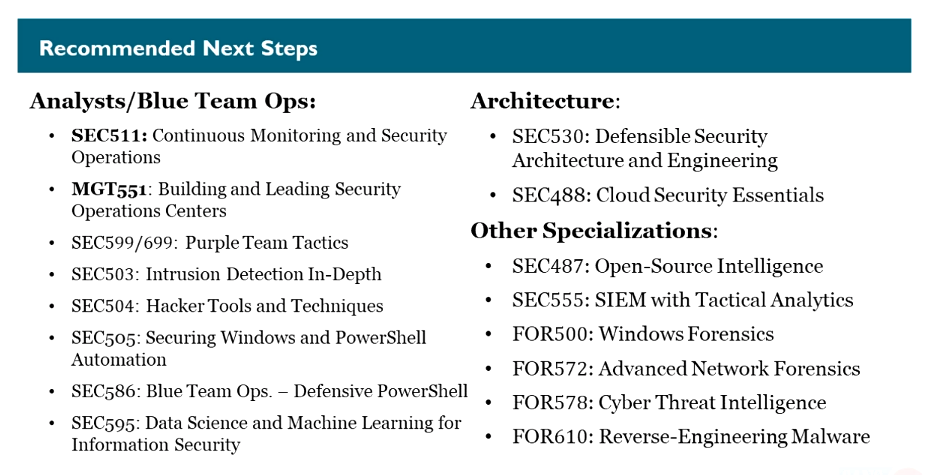 Recommended Next Steps
Analysts/Blue Team Ops:
• SEC511: Continuous Monitoring and Security
Operations
• MGT551: Building and Leading Security
Operations Centers
• SEC599/699: Purple Team Tactics
• SEC503: Intrusion Detection In-Depth
• SEC504: Hacker Tools and Techniques
• SEC505: Securing Windows and PowerShell
Automation
• SEC586: Blue Team Ops. – Defensive PowerShell
• SEC595: Data Science and Machine Learning for
Information Security
Architecture:
• SEC530: Defensible Security
Architecture and Engineering
• SEC488: Cloud Security Essentials
Other Specializations:
• SEC487: Open-Source Intelligence
• SEC555: SIEM with Tactical Analytics
• FOR500: Windows Forensics
• FOR572: Advanced Network Forensics
• FOR578: Cyber Threat Intelligence
• FOR610: Reverse-Engineering Malware